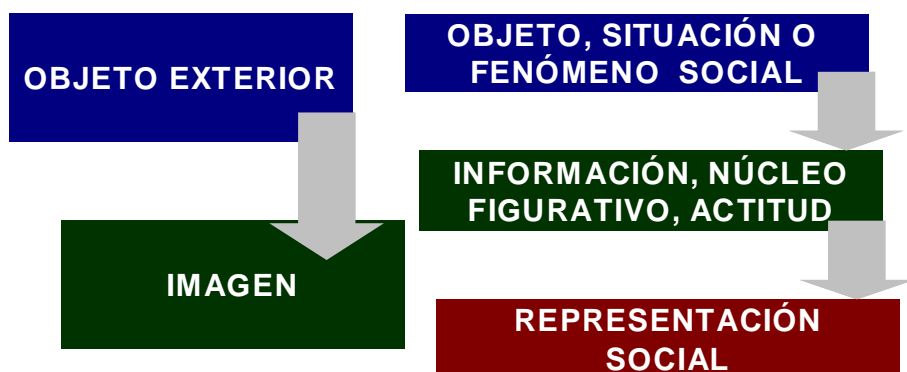 OBJETO EXTERIOR
IMAGEN
OBJETO, SITUACIÓN O
FENÓMENO SOCIAL
INFORMACIÓN, NÚCLEO
FIGURATIVO, ACTITUD
REPRESENTACIÓN
SOCIAL